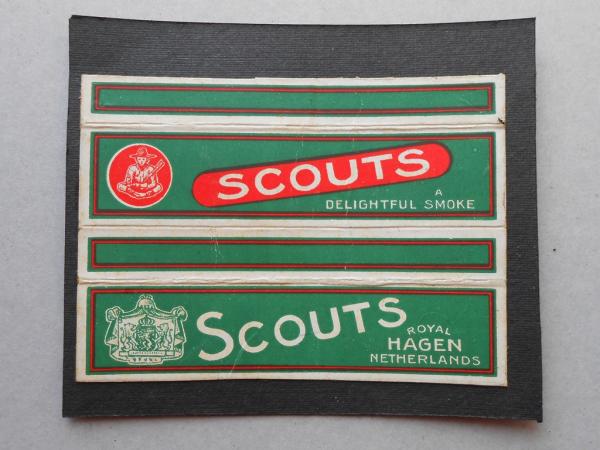 SCOUTS
A
DELIGHTFUL SMOKE
SCOUTS
ROYAL
HAGEN
NETHERLANDS